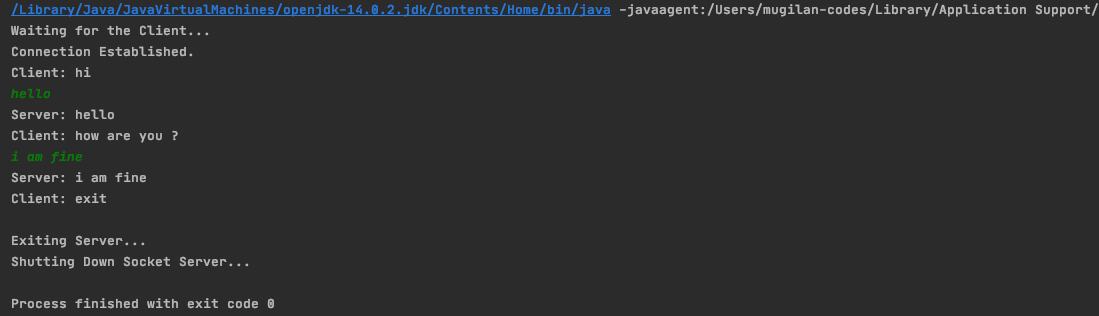 /Library/Java/JavaVirtualMachines/openjdk-14.0.2.jdk/Contents/Home/bin/java -javaagent:/Users/mugilan-codes/Library/Application Support/
Waiting for the Client...
Connection Established.
Client: hi
hello
Server: hello
Client: how are you ?
i am fine
Server: i am fine
Client: exit
Exiting Server...
Shutting Down Socket Server...
Process finished with exit code 0